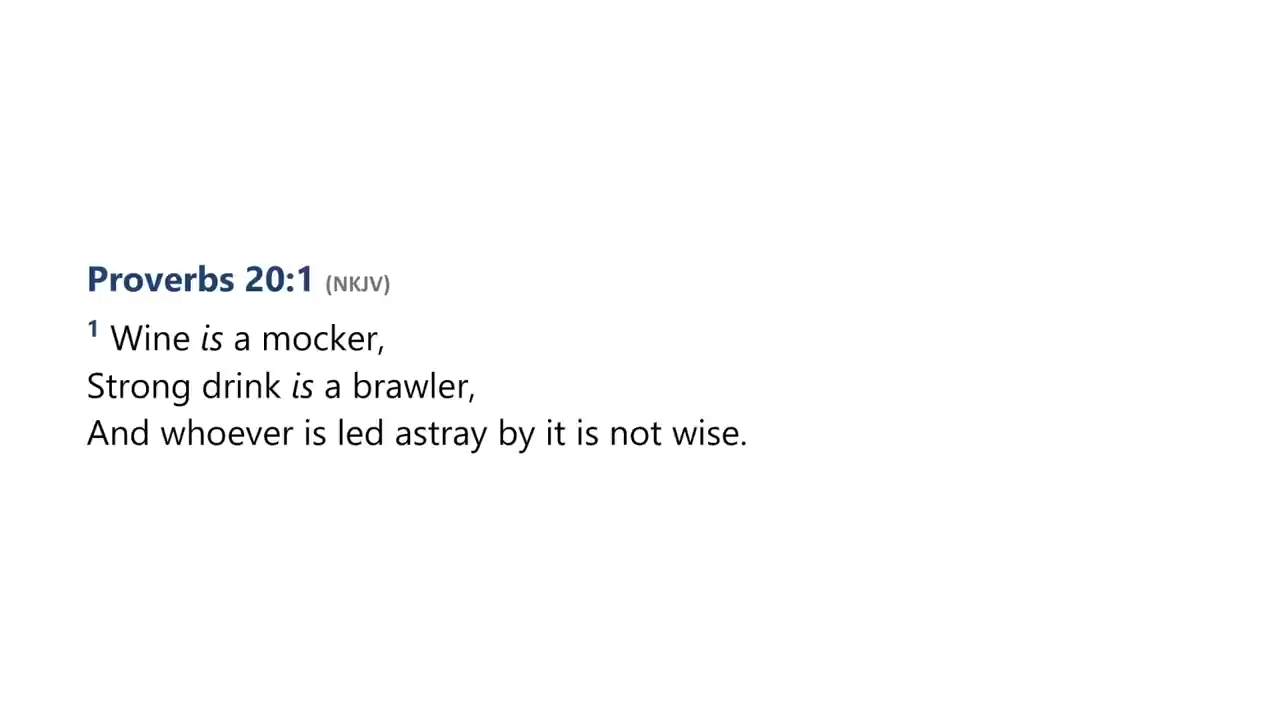 Proverbs 20:1 (NKJV)
1 Wine is a mocker,
Strong drink is a brawler,
And whoever is led astray by it is not wise.